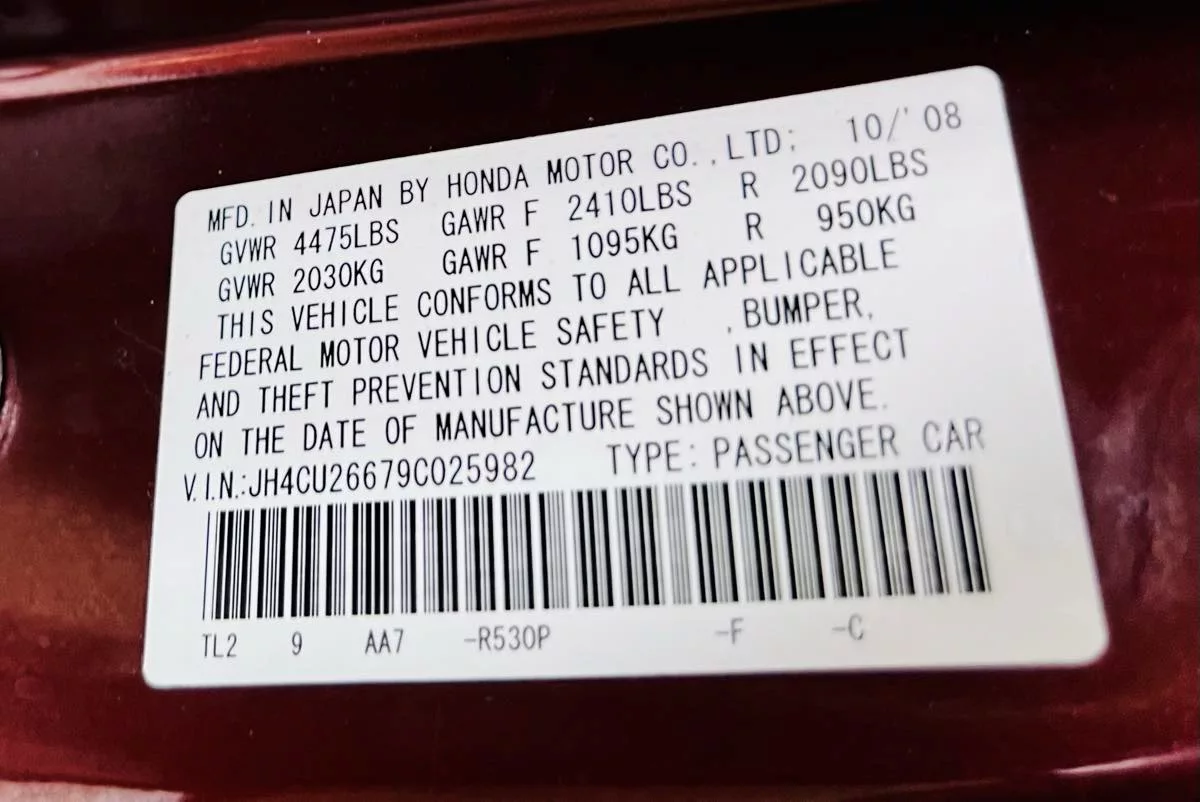 MFD. IN JAPAN BY HONDA MOTOR CO.,LTD; 10/'08
GVWR 4475LBS GAWR F 2410LBS R 2090LBS
GVWR 2030KG GAWR F 1095KG R 950KG
THIS VEHICLE CONFORMS TO ALL APPLICABLE
FEDERAL MOTOR VEHICLE SAFETY ,BUMPER,
AND THEFT PREVENTION STANDARDS IN EFFECT
ON THE DATE OF MANUFACTURE SHOWN ABOVE.
V.I.N.:JH4CU26679C025982 TYPE: PASSENGER CAR
TL2 9 AA7 -R530P -F -C